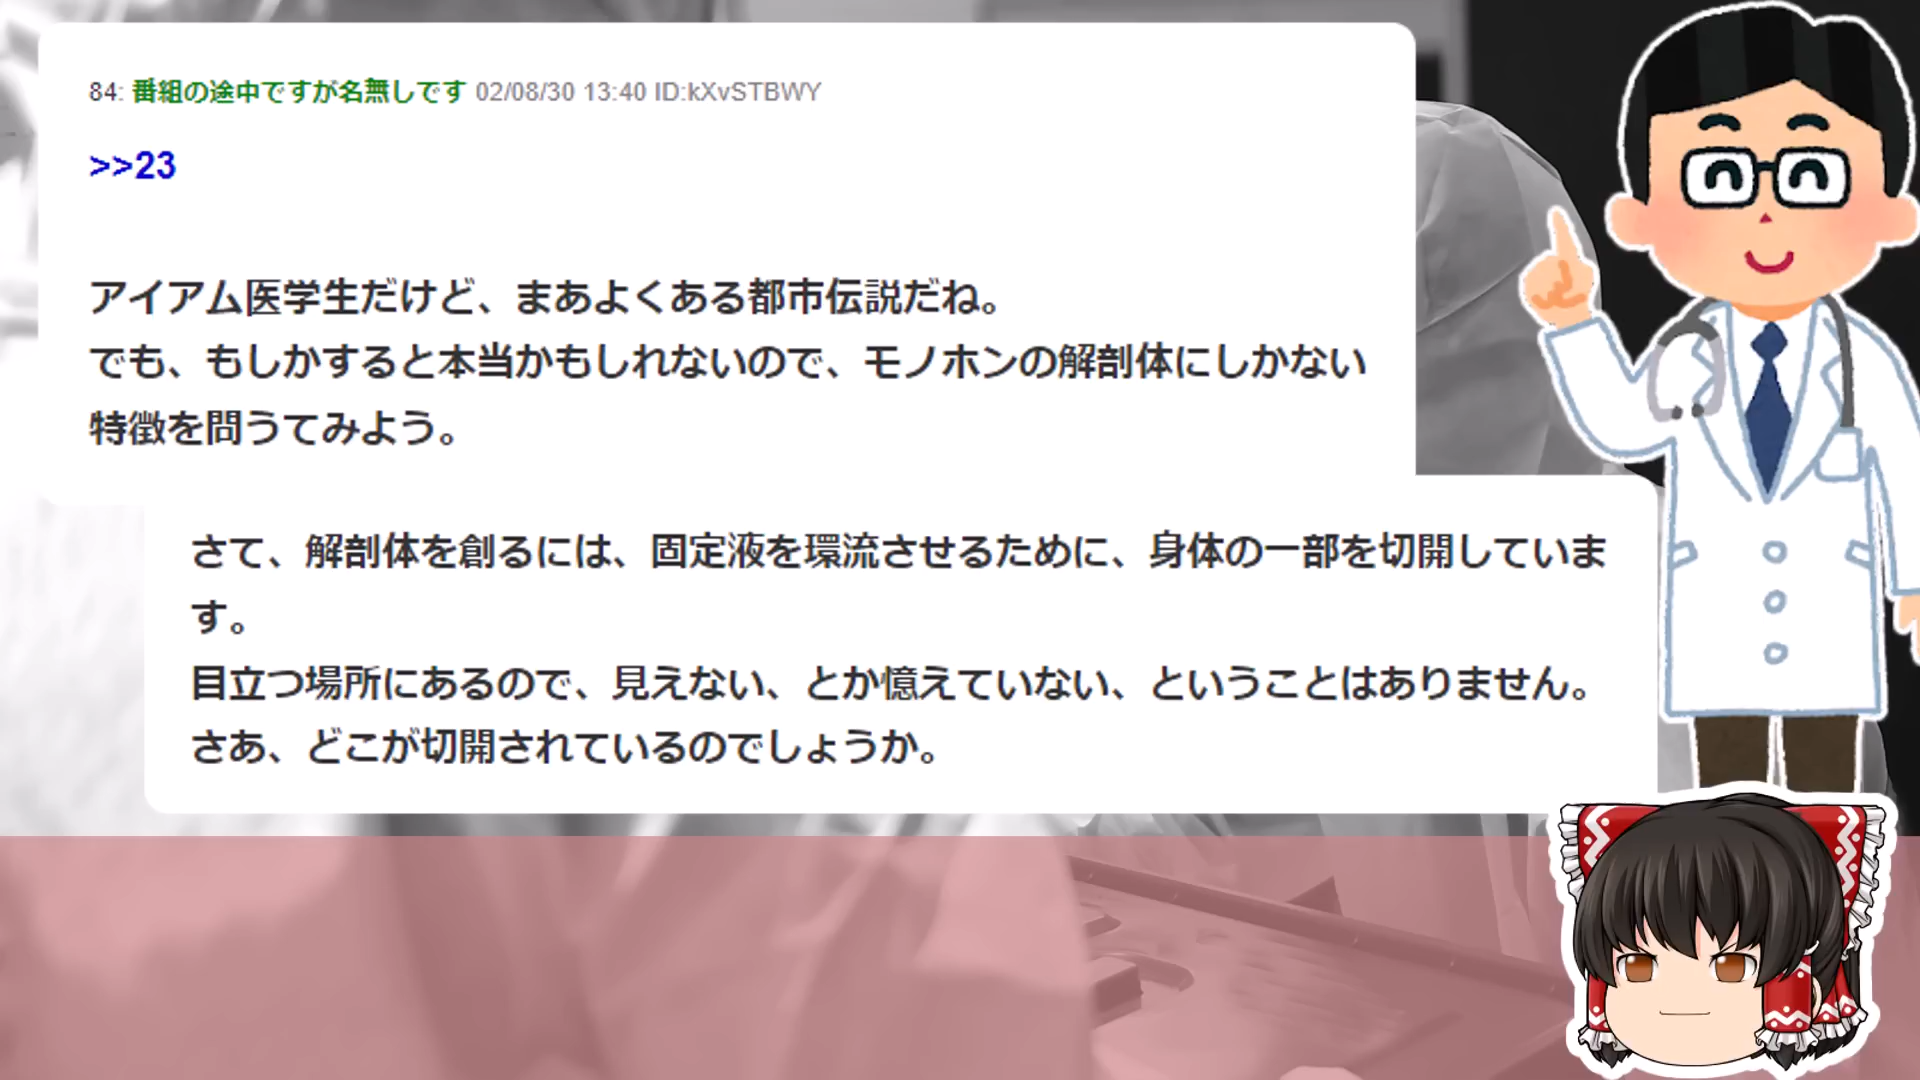 84: 番組の途中ですが名無しです 02/08/30 13:40 ID:kXvSTBWY
>>23
アイアム医学生だけど、まあよくある都市伝説だね。
でも、もしかすると本当かもしれないので、モノホンの解剖体にしかない
特徴を問うてみよう。
さて、解剖体を創るには、固定液を環流させるために、身体の一部を切開していま
す。
目立つ場所にあるので、見えない、とか憶えていない、ということはありません。
さあ、どこが切開されているのでしょうか。